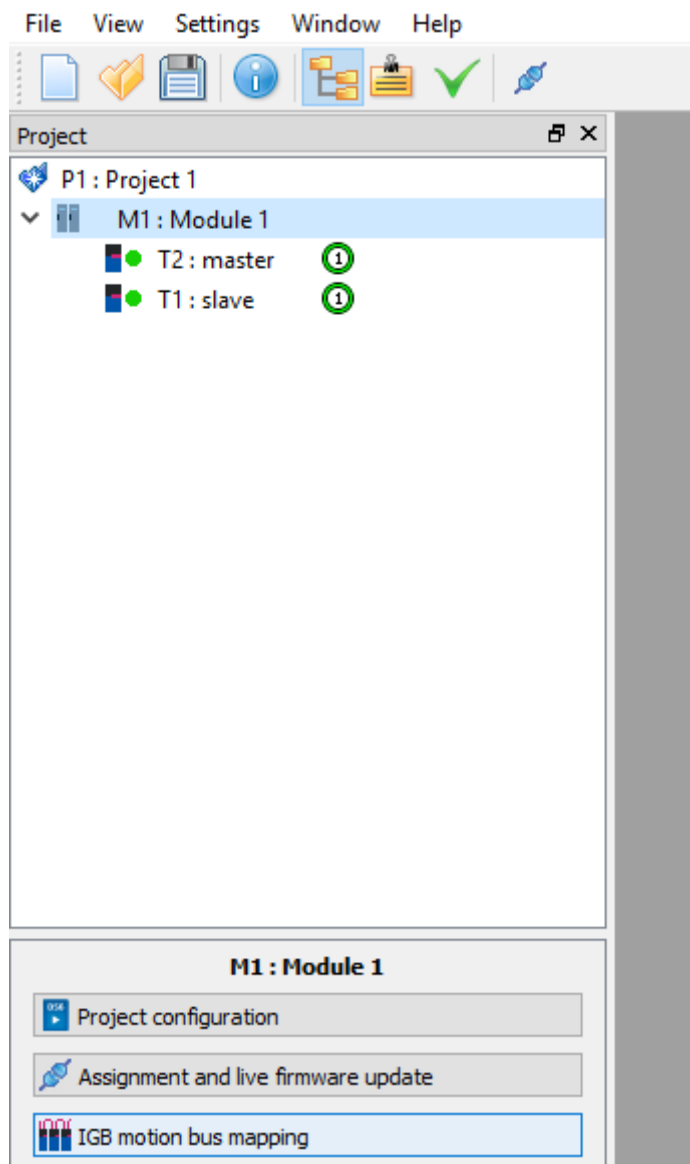 File View Settings Window Help
Project
P1 : Project 1
M1 : Module 1
T2 : master 1
T1 : slave 1
M1 : Module 1
Project configuration
Assignment and live firmware update
IGB motion bus mapping